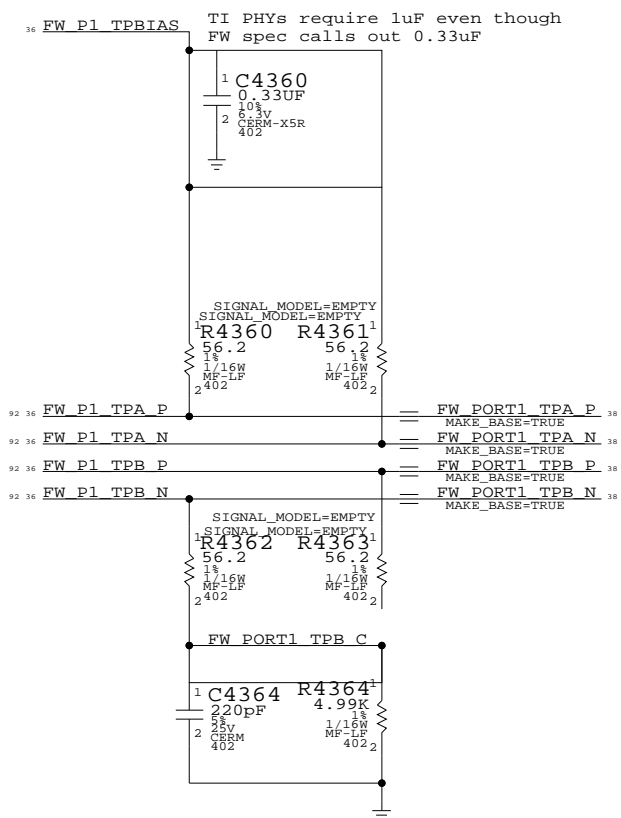 TI PHYs require 1uF even though
36 FW_P1_TPBIAS
FW spec calls out 0.33uF
1 C4360
0.33UF
10%
6.3V
2 CERM-X5R
402
SIGNAL_MODEL=EMPTY
SIGNAL_MODEL=EMPTY
1 R4360 R4361 1
56.2 56.2
1% 1%
1/16W 1/16W
MF-LF MF-LF
2 402 402 2
92 36 FW_P1_TPA_P FW_PORT1_TPA_P 38
MAKE_BASE=TRUE
92 36 FW_P1_TPA_N FW_PORT1_TPA_N 38
MAKE_BASE=TRUE
92 36 FW_P1_TPB_P FW_PORT1_TPB_P 38
MAKE_BASE=TRUE
92 36 FW_P1_TPB_N FW_PORT1_TPB_N 38
MAKE_BASE=TRUE
SIGNAL_MODEL=EMPTY
SIGNAL_MODEL=EMPTY
1 R4362 R4363 1
56.2 56.2
1% 1%
1/16W 1/16W
MF-LF MF-LF
2 402 402 2
FW_PORT1_TPB_C
1 C4364 R4364 1
220pF 4.99K
5% 1%
25V 1/16W
2 CERM MF-LF
402 402 2